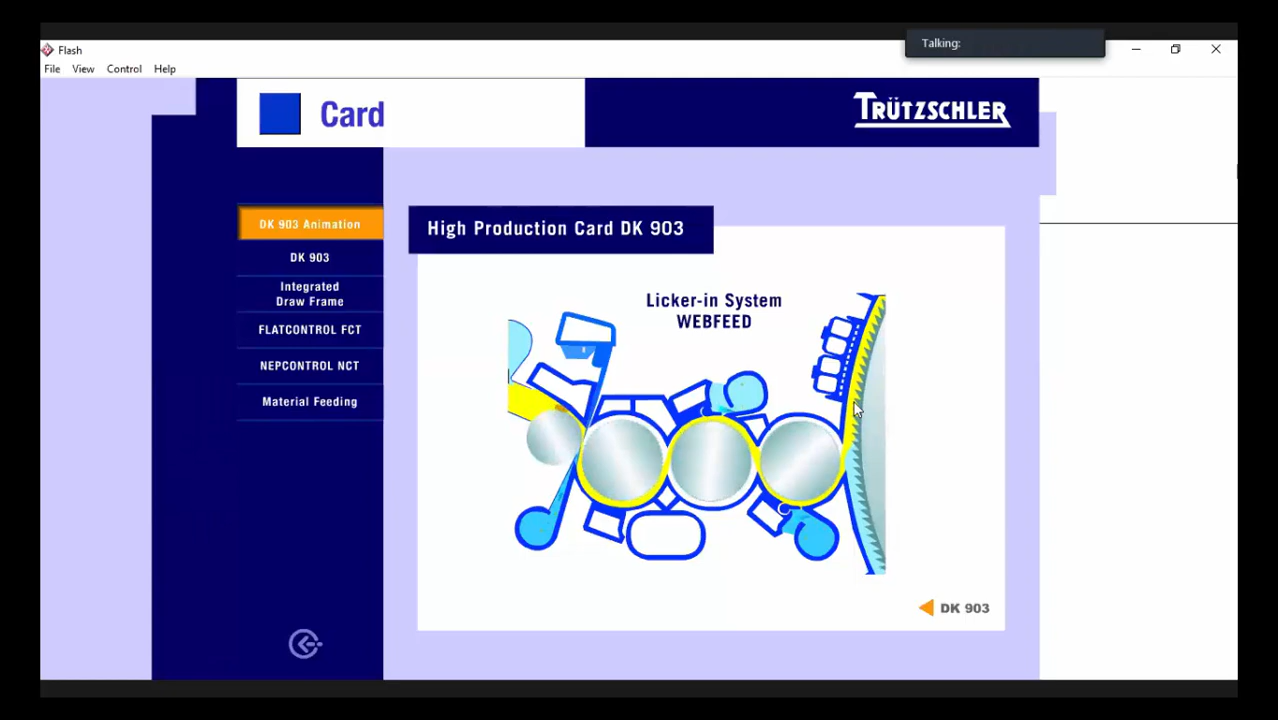 Talking:
Flash
File View Control Help
Card
TRÜTZSCHLER
DK 903 Animation
DK 903
Integrated
Draw Frame
FLATCONTROL FCT
NEPCONTROL NCT
Material Feeding
High Production Card DK 903
Licker-in System
WEBFEED
DK 903